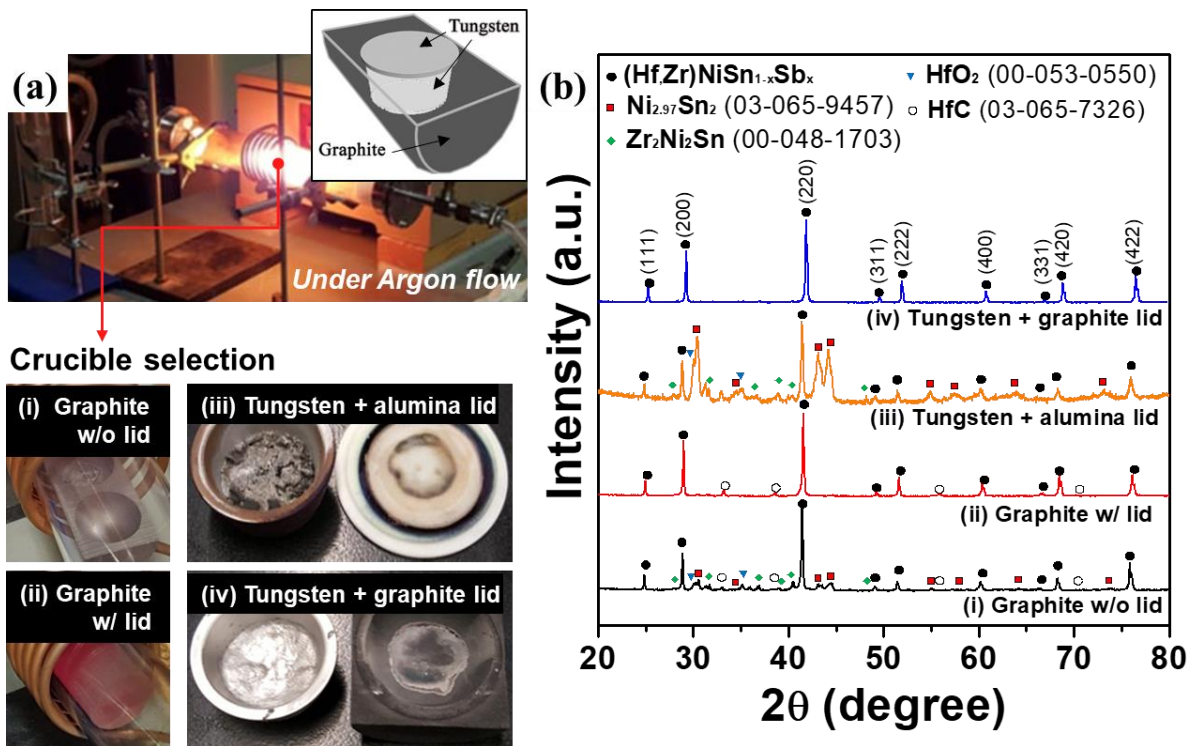 (a)
Tungsten
Graphite
Under Argon flow
Crucible selection
(i) Graphite
w/o lid
(ii) Graphite
w/ lid
(iii) Tungsten + alumina lid
(iv) Tungsten + graphite lid
(b)
(Hf,Zr)NiSn₁₋ₓSbₓ
Ni₂.₉₇Sn₂ (03-065-9457)
Zr₂Ni₂Sn (00-048-1703)
HfO₂ (00-053-0550)
HfC (03-065-7326)
(111)
(200)
(220)
(311)
(222)
(400)
(331)
(420)
(422)
(iv) Tungsten + graphite lid
(iii) Tungsten + alumina lid
(ii) Graphite w/ lid
(i) Graphite w/o lid
Intensity (a.u.)
20 30 40 50 60 70 80
2θ (degree)